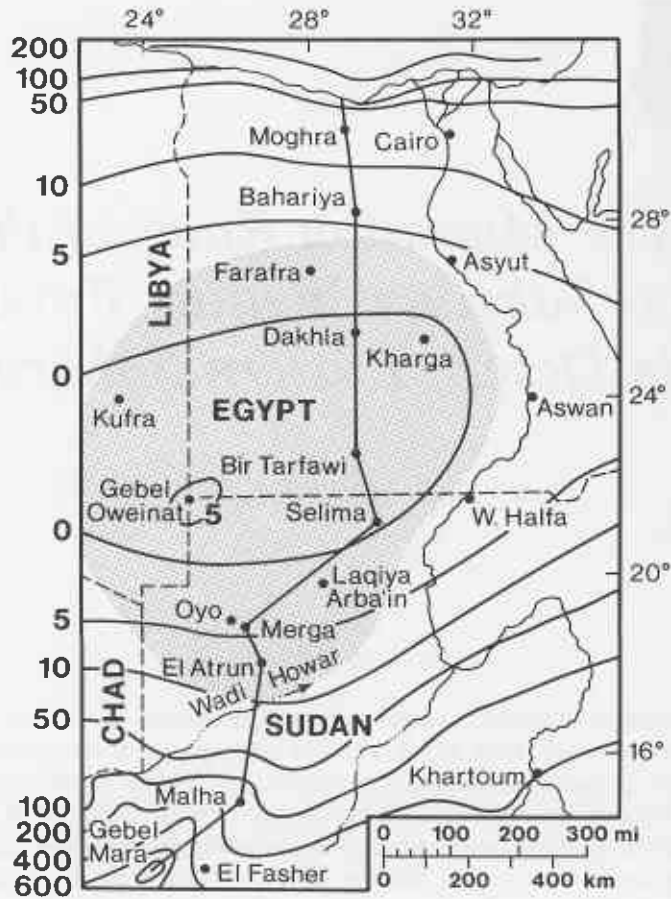 24° 28° 32°
200
100
50
Moghra
Cairo
10
Bahariya
28°
5
LIBYA
Farafra
Asyut
Dakhla
Kharga
0
Kufra
EGYPT
24°
Aswan
Bir Tarfawi
Gebel
Oweinat
5
Selima
W. Halfa
0
Laqiya
Arba'in
20°
Oyo
Merga
5
El Atrun
10
Wadi Howar
CHAD
50
SUDAN
16°
Khartoum
Malha
100
200
400
600
Gebel
Mara
El Fasher
0 100 200 300 mi
0 200 400 km